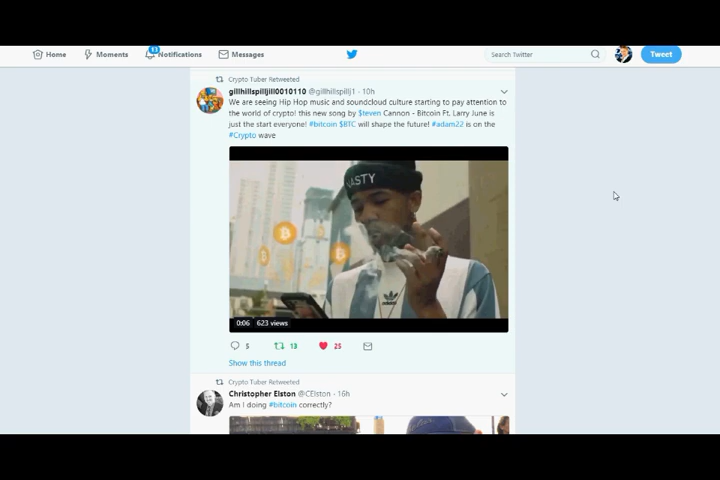 Home
Moments
13
Notifications
Messages
Search Twitter
Tweet
Crypto Tuber Retweeted
gillhillspilljill0010110 @gillhillspillj1 · 10h
We are seeing Hip Hop music and soundcloud culture starting to pay attention to
the world of crypto! this new song by $teven Cannon - Bitcoin Ft, Larry June is
just the start everyone! #bitcoin $BTC will shape the future! #adam22 is on the
#Crypto wave
NASTY
adidas
0:06 623 views
5 13 25
Show this thread
Crypto Tuber Retweeted
Christopher Elston @CElston · 16h
Am I doing #bitcoin correctly?